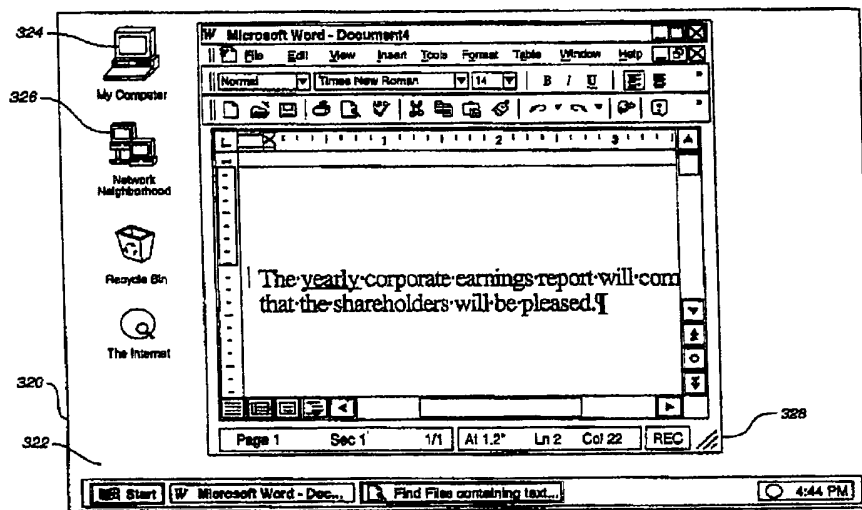 324
W Microsoft Word - Document4
File Edit View Insert Tools Format Table Window Help
My Computer
Normal Times New Roman 14 B I U
326
1 2 3
Network
Neighborhood
Recycle Bin
The·yearly·corporate·earnings·report·will·com
that·the·shareholders·will·be·pleased.¶
The Internet
320
322
328
Page 1 Sec 1 1/1 At 1.2" Ln 2 Col 22 REC
Start W Microsoft Word - Doc... Find Files containing text... 4:44 PM